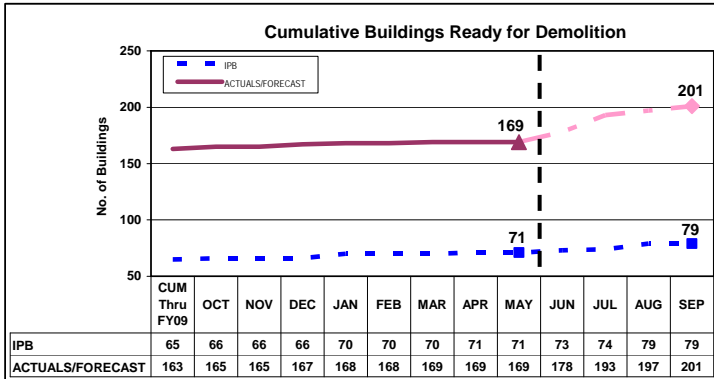 Cumulative Buildings Ready for Demolition
No. of Buildings
250
200
150
100
50
IPB
ACTUALS/FORECAST
169
201
71
79
CUM Thru FY09 OCT NOV DEC JAN FEB MAR APR MAY JUN JUL AUG SEP
IPB 65 66 66 66 70 70 70 71 71 73 74 79 79
ACTUALS/FORECAST 163 165 165 167 168 168 169 169 169 178 193 197 201